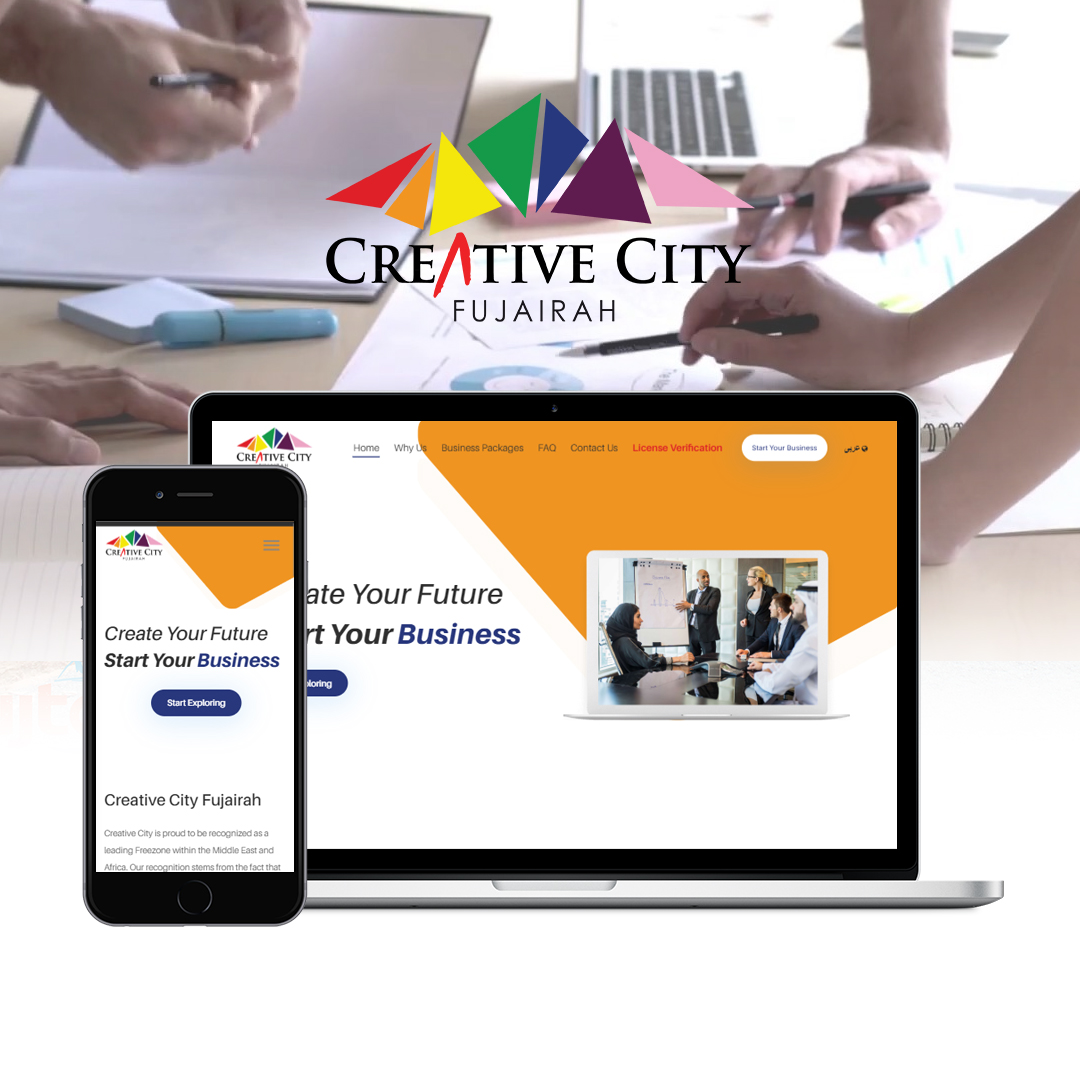 CREATIVE CITY
FUJAIRAH
CREATIVE CITY
Home
Why Us
Business Packages
FAQ
Contact Us
License Verification
Start Your Business
عربي
ate Your Future
rt Your Business
loring
CREATIVE CITY
FUJAIRAH
Create Your Future
Start Your Business
Start Exploring
Creative City Fujairah
Creative City is proud to be recognized as a
leading Freezone within the Middle East and
Africa. Our recognition stems from the fact that